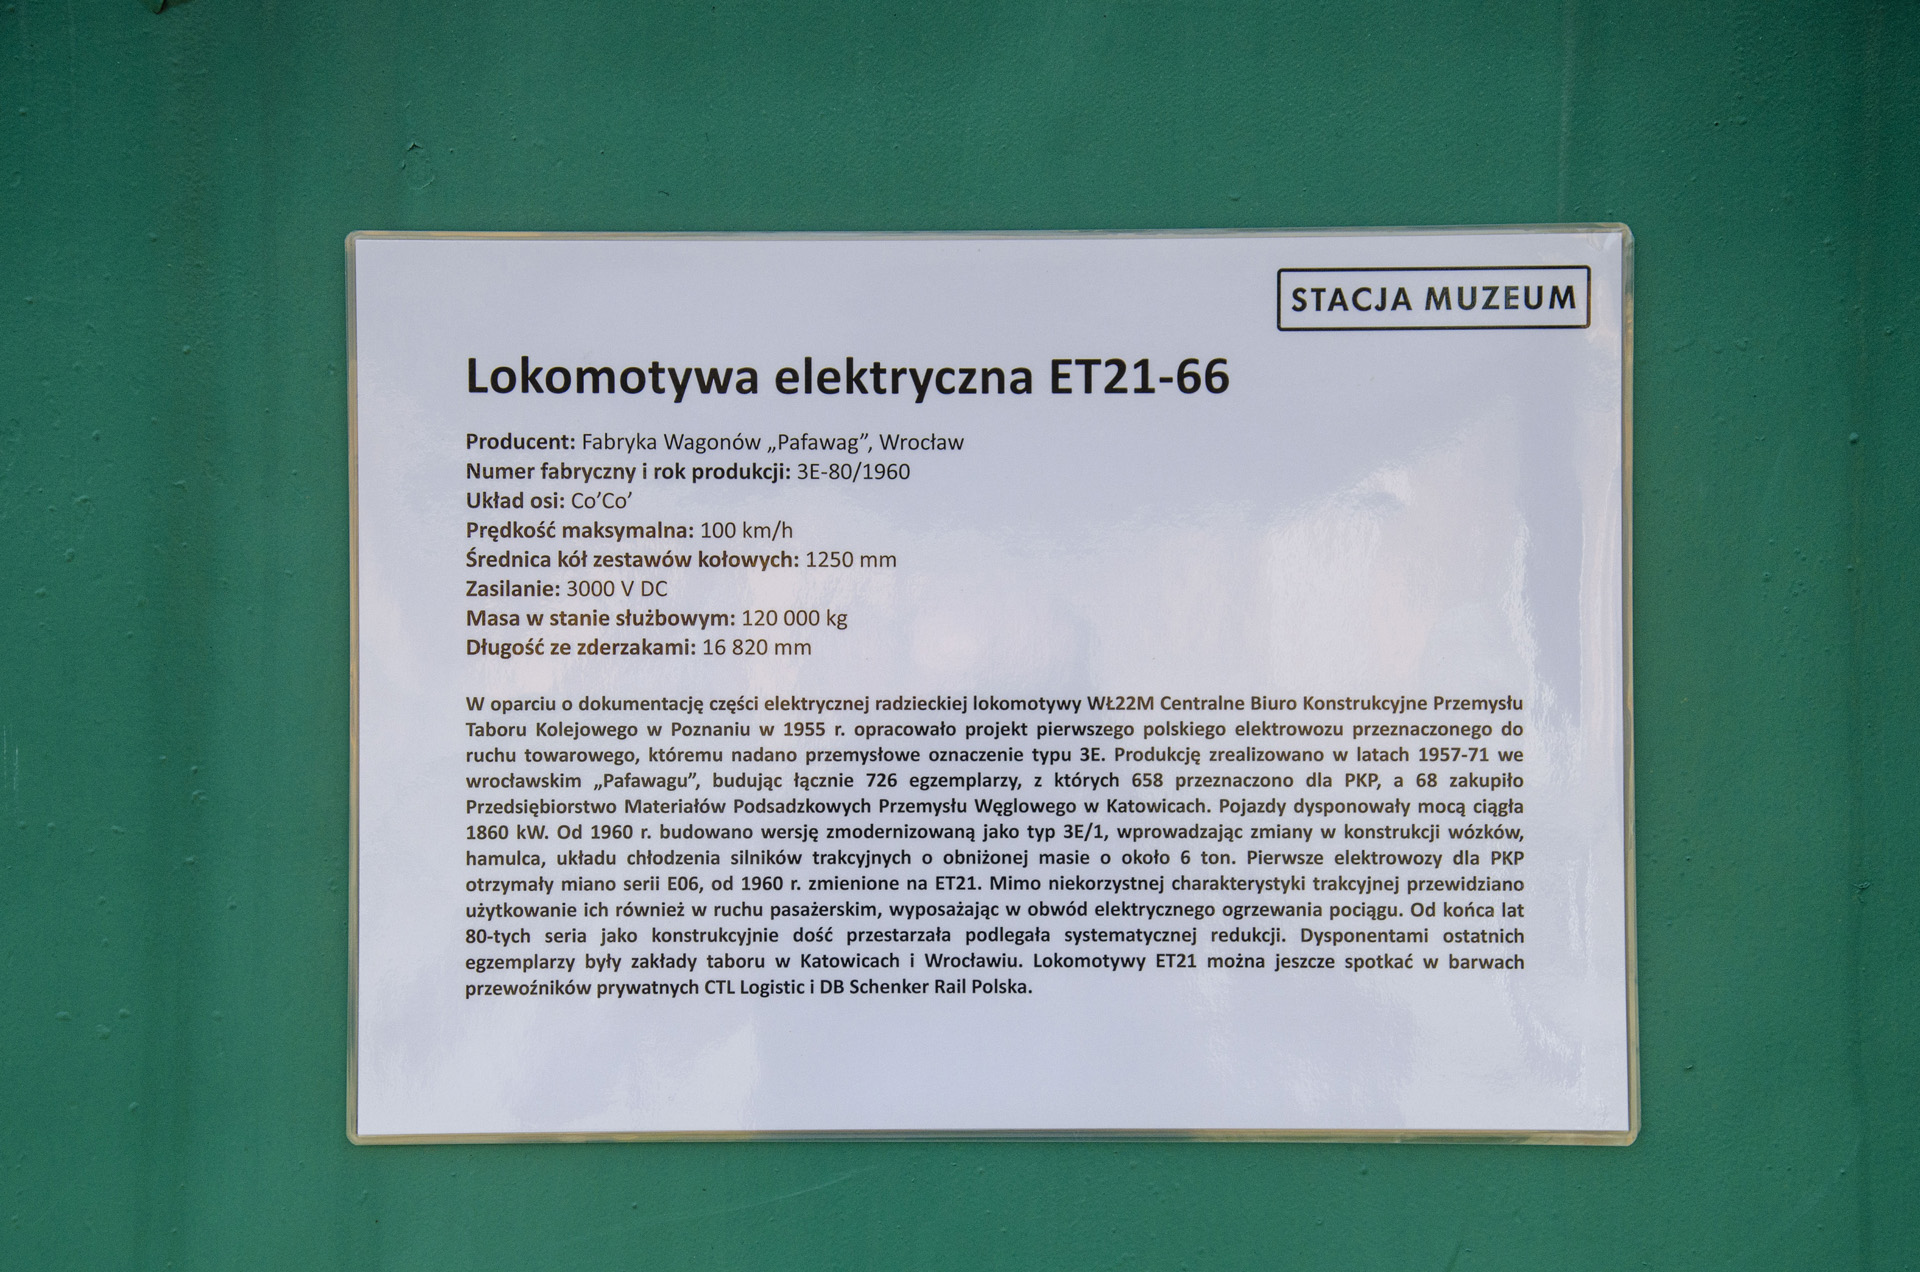 STACJA MUZEUM
Lokomotywa elektryczna ET21-66
Producent: Fabryka Wagonów „Pafawag”, Wrocław
Numer fabryczny i rok produkcji: 3E-80/1960
Układ osi: Co’Co’
Prędkość maksymalna: 100 km/h
Średnica kół zestawów kołowych: 1250 mm
Zasilanie: 3000 V DC
Masa w stanie służbowym: 120 000 kg
Długość ze zderzakami: 16 820 mm
W oparciu o dokumentację części elektrycznej radzieckiej lokomotywy WŁ22M Centralne Biuro Konstrukcyjne Przemysłu
Taboru Kolejowego w Poznaniu w 1955 r. opracowało projekt pierwszego polskiego elektrowozu przeznaczonego do
ruchu towarowego, któremu nadano przemysłowe oznaczenie typu 3E. Produkcję zrealizowano w latach 1957-71 we
wrocławskim „Pafawagu”, budując łącznie 726 egzemplarzy, z których 658 przeznaczono dla PKP, a 68 zakupiło
Przedsiębiorstwo Materiałów Podsadzkowych Przemysłu Węglowego w Katowicach. Pojazdy dysponowały mocą ciągła
1860 kW. Od 1960 r. budowano wersję zmodernizowaną jako typ 3E/1, wprowadzając zmiany w konstrukcji wózków,
hamulca, układu chłodzenia silników trakcyjnych o obniżonej masie o około 6 ton. Pierwsze elektrowozy dla PKP
otrzymały miano serii E06, od 1960 r. zmienione na ET21. Mimo niekorzystnej charakterystyki trakcyjnej przewidziano
użytkowanie ich również w ruchu pasażerskim, wyposażając w obwód elektrycznego ogrzewania pociągu. Od końca lat
80-tych seria jako konstrukcyjnie dość przestarzała podlegała systematycznej redukcji. Dysponentami ostatnich
egzemplarzy były zakłady taboru w Katowicach i Wrocławiu. Lokomotywy ET21 można jeszcze spotkać w barwach
przewoźników prywatnych CTL Logistic i DB Schenker Rail Polska.